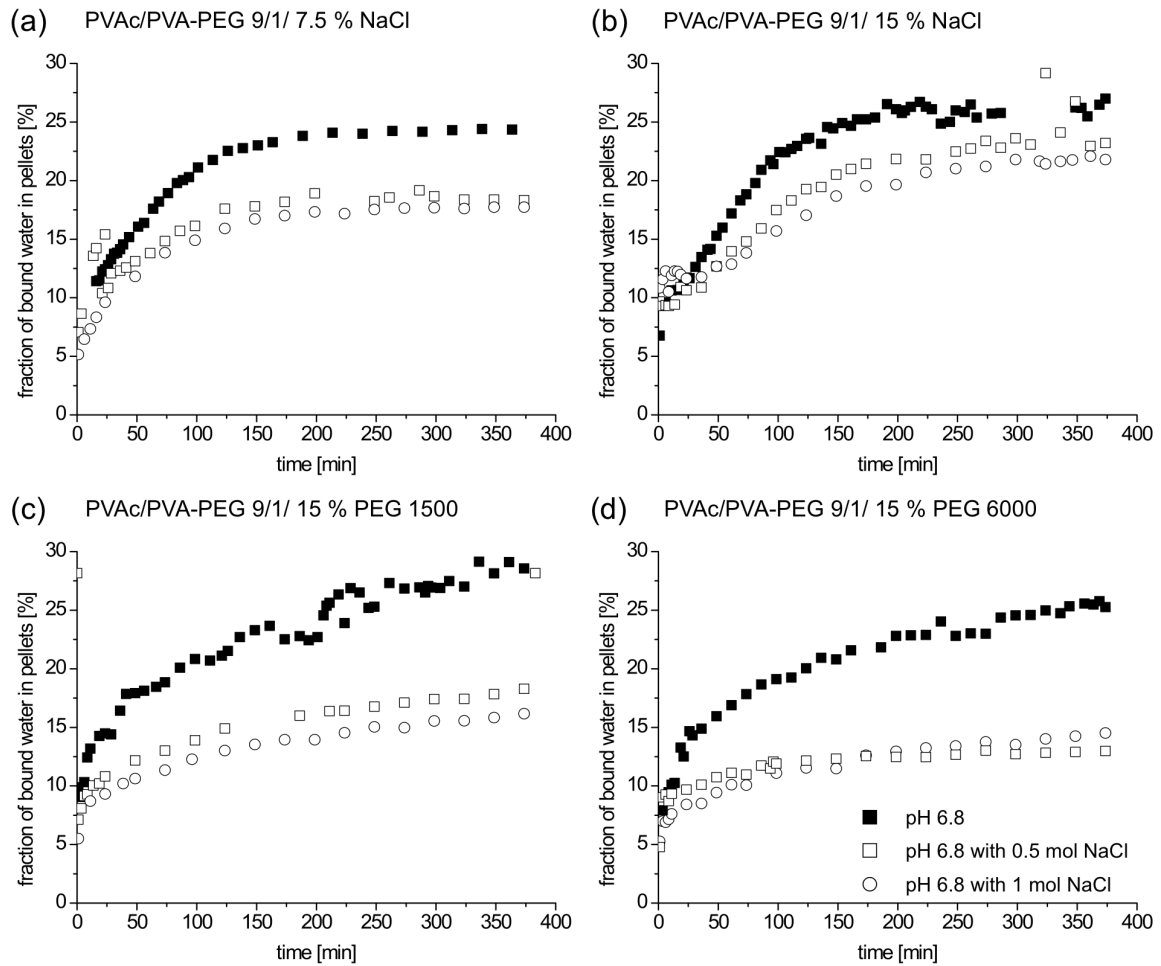 (a) PVAc/PVA-PEG 9/1/ 7.5 % NaCl
fraction of bound water in pellets [%]
30
25
20
15
10
5
0
0 50 100 150 200 250 300 350 400
time [min]
(b) PVAc/PVA-PEG 9/1/ 15 % NaCl
fraction of bound water in pellets [%]
30
25
20
15
10
5
0
0 50 100 150 200 250 300 350 400
time [min]
(c) PVAc/PVA-PEG 9/1/ 15 % PEG 1500
fraction of bound water in pellets [%]
30
25
20
15
10
5
0
0 50 100 150 200 250 300 350 400
time [min]
(d) PVAc/PVA-PEG 9/1/ 15 % PEG 6000
fraction of bound water in pellets [%]
30
25
20
15
10
5
0
pH 6.8
pH 6.8 with 0.5 mol NaCl
pH 6.8 with 1 mol NaCl
0 50 100 150 200 250 300 350 400
time [min]